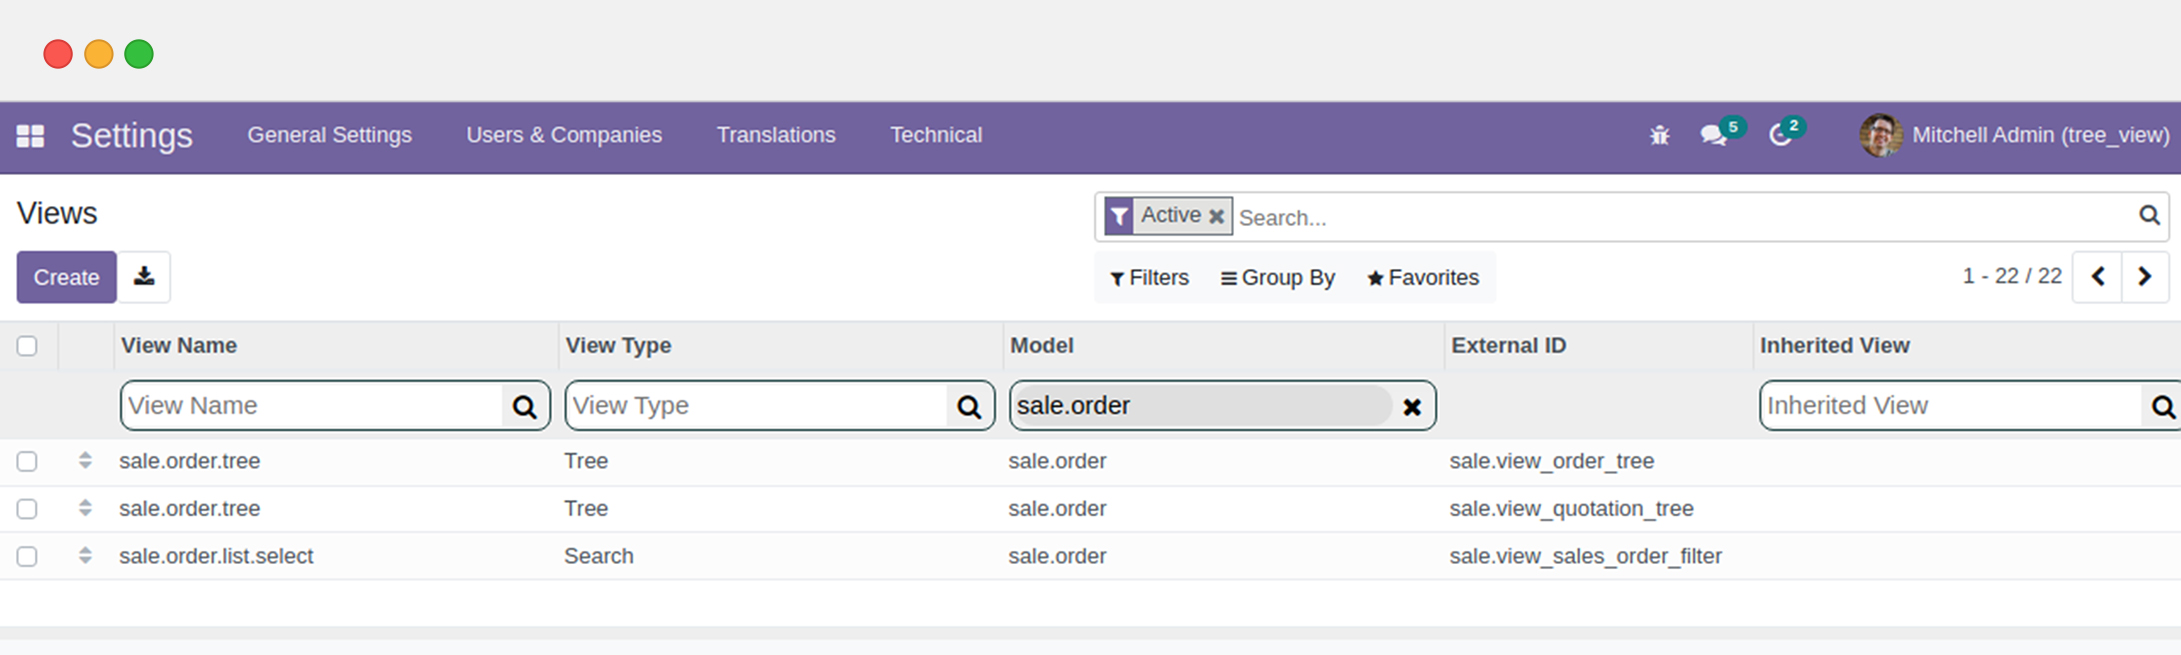 Settings General Settings Users & Companies Translations Technical 5 2 Mitchell Admin (tree_view)
Views Active Search...
Create Filters Group By Favorites 1 - 22 / 22
View Name View Type Model External ID Inherited View
View Name View Type sale.order Inherited View
sale.order.tree Tree sale.order sale.view_order_tree
sale.order.tree Tree sale.order sale.view_quotation_tree
sale.order.list.select Search sale.order sale.view_sales_order_filter